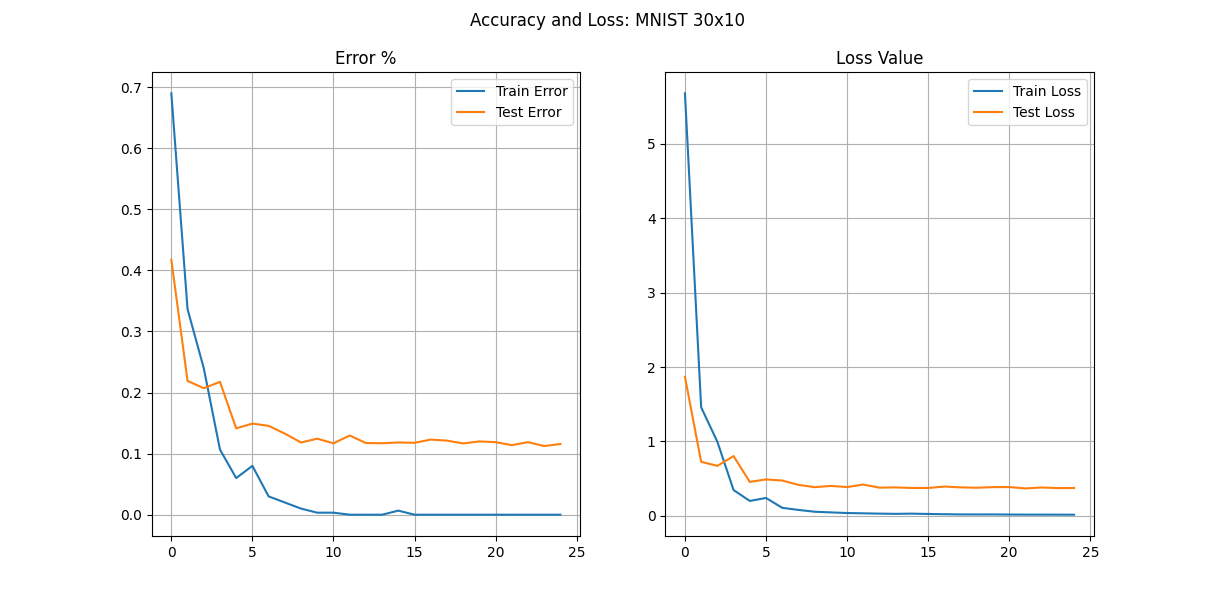 Accuracy and Loss: MNIST 30x10
Error %
Train Error
Test Error
0.7
0.6
0.5
0.4
0.3
0.2
0.1
0.0
0 5 10 15 20 25
Loss Value
Train Loss
Test Loss
5
4
3
2
1
0
0 5 10 15 20 25